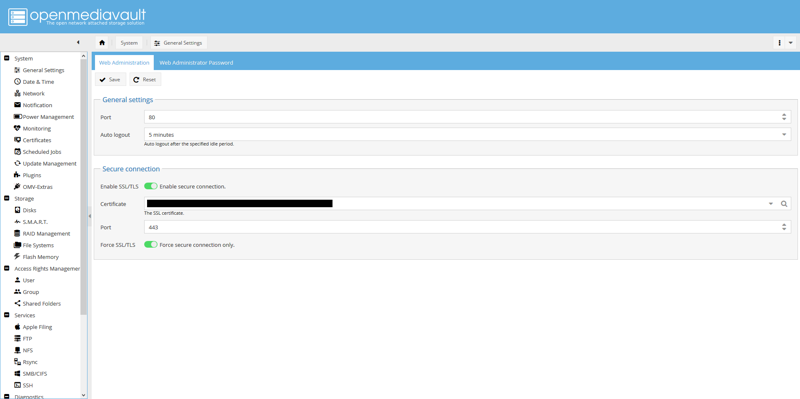 openmediavault
The open network attached storage solution
System
General Settings
System
General Settings
Date & Time
Network
Notification
Power Management
Monitoring
Certificates
Scheduled Jobs
Update Management
Plugins
OMV-Extras
Storage
Disks
S.M.A.R.T.
RAID Management
File Systems
Flash Memory
Access Rights Managemer
User
Group
Shared Folders
Services
Apple Filing
FTP
NFS
Rsync
SMB/CIFS
SSH
Diagnostics
Web Administration
Web Administrator Password
Save
Reset
General settings
Port
80
Auto logout
5 minutes
Auto logout after the specified idle period.
Secure connection
Enable SSL/TLS
Enable secure connection.
Certificate
The SSL certificate.
Port
443
Force SSL/TLS
Force secure connection only.